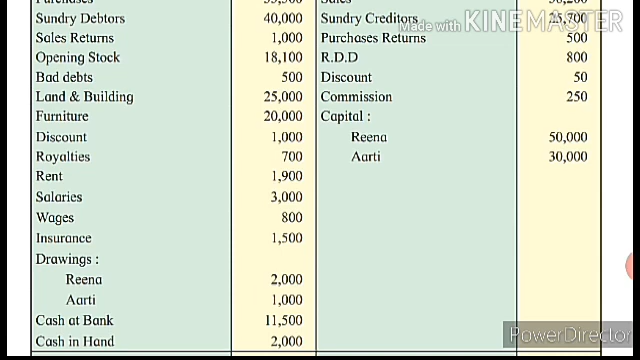 Purchases Sales
Sundry Debtors 40,000 Sundry Creditors 25,700
Made with KINEMASTER
Sales Returns 1,000 Purchases Returns 500
Opening Stock 18,100 R.D.D 800
Bad debts 500 Discount 50
Land & Building 25,000 Commission 250
Furniture 20,000 Capital :
Discount 1,000 Reena 50,000
Royalties 700 Aarti 30,000
Rent 1,900
Salaries 3,000
Wages 800
Insurance 1,500
Drawings :
Reena 2,000
Aarti 1,000
Cash at Bank 11,500
PowerDirector
Cash in Hand 2,000